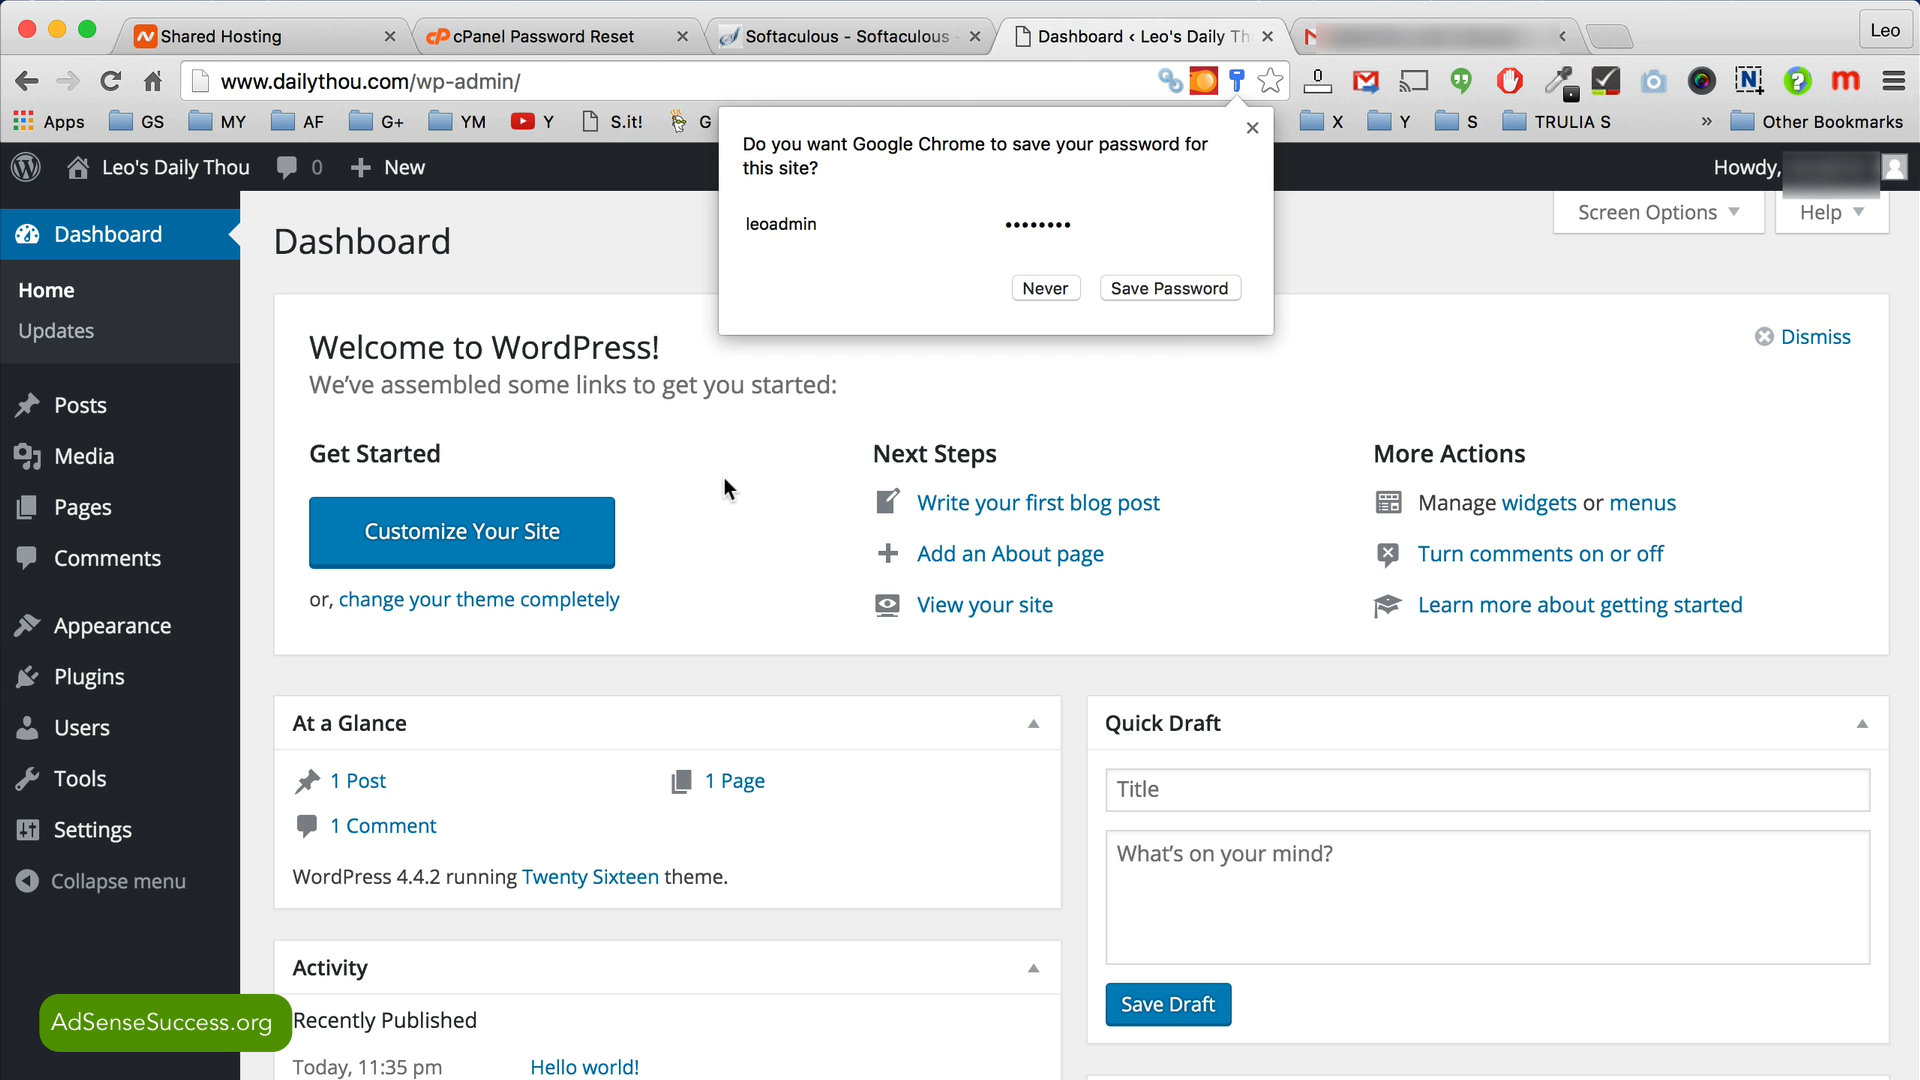 Shared Hosting
cPanel Password Reset
Softaculous - Softaculous -
Dashboard ‹ Leo's Daily Th
Leo
www.dailythou.com/wp-admin/
Apps GS MY AF G+ YM Y S.it! G X Y S TRULIA S » Other Bookmarks
Leo's Daily Thou 0 + New
Howdy,
Do you want Google Chrome to save your password for
this site?
leoadmin ••••••••
Never Save Password
Screen Options Help
Dashboard
Home
Updates
Posts
Media
Pages
Comments
Appearance
Plugins
Users
Tools
Settings
Collapse menu
Dashboard
Welcome to WordPress!
Dismiss
We've assembled some links to get you started:
Get Started
Customize Your Site
or, change your theme completely
Next Steps
Write your first blog post
Add an About page
View your site
More Actions
Manage widgets or menus
Turn comments on or off
Learn more about getting started
At a Glance
1 Post 1 Page
1 Comment
WordPress 4.4.2 running Twenty Sixteen theme.
Activity
Recently Published
Today, 11:35 pm Hello world!
Quick Draft
Title
What's on your mind?
Save Draft
AdSenseSuccess.org